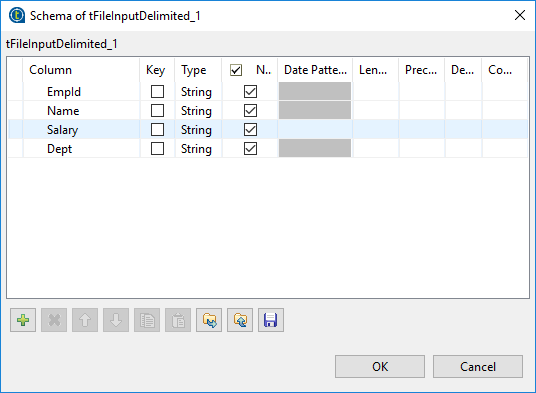 Schema of tFileInputDelimited_1
tFileInputDelimited_1
Column Key Type N.. Date Patte... Len... Prec... De... Co...
EmpId String
Name String
Salary String
Dept String
OK Cancel